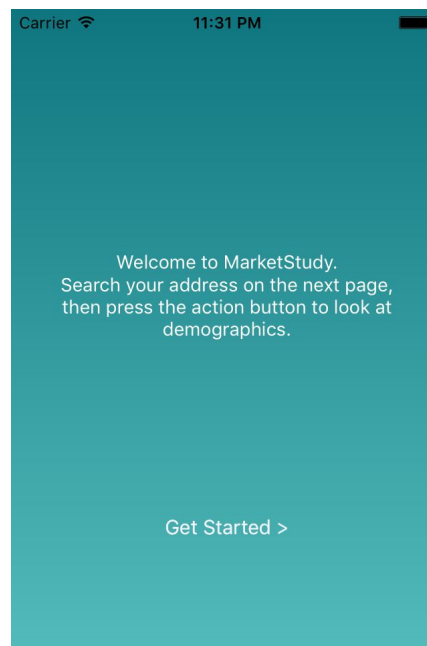 Carrier 11:31 PM
Welcome to MarketStudy.
Search your address on the next page,
then press the action button to look at
demographics.
Get Started >